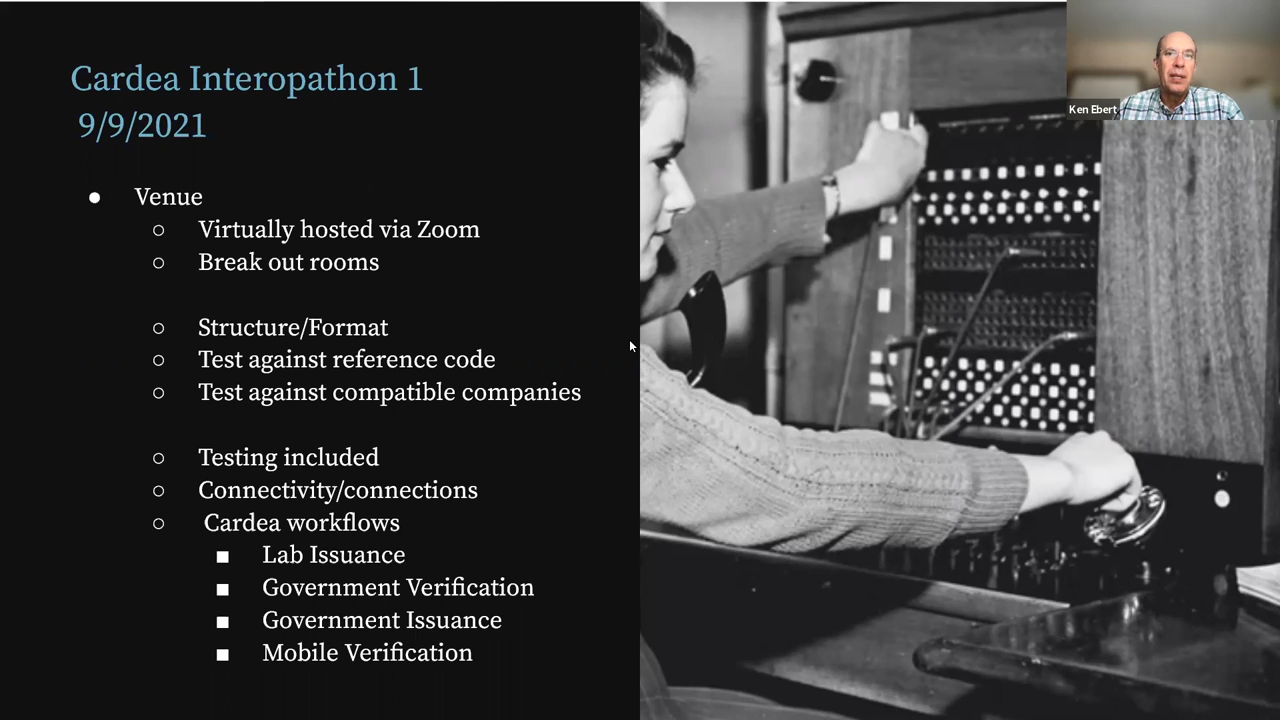 Cardea Interopathon 1
9/9/2021
● Venue
○ Virtually hosted via Zoom
○ Break out rooms
○ Structure/Format
○ Test against reference code
○ Test against compatible companies
○ Testing included
○ Connectivity/connections
○ Cardea workflows
■ Lab Issuance
■ Government Verification
■ Government Issuance
■ Mobile Verification
Ken Ebert